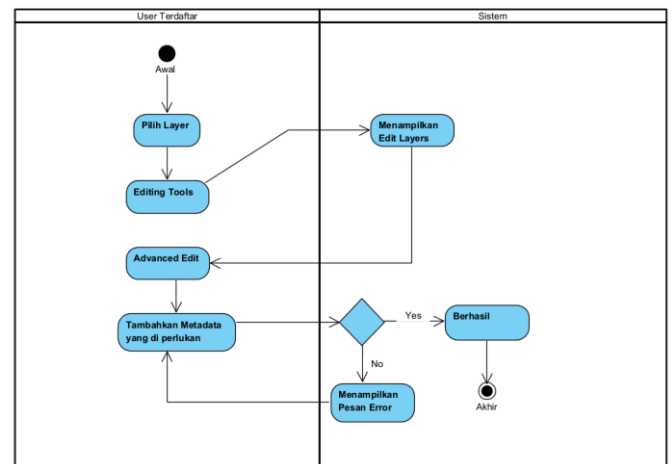 User Terdaftar
Sistem
Awal
Pilih Layer
Menampilkan
Edit Layers
Editing Tools
Advanced Edit
Tambahkan Metadata
yang di perlukan
Yes
Berhasil
No
Menampilkan
Pesan Error
Akhir